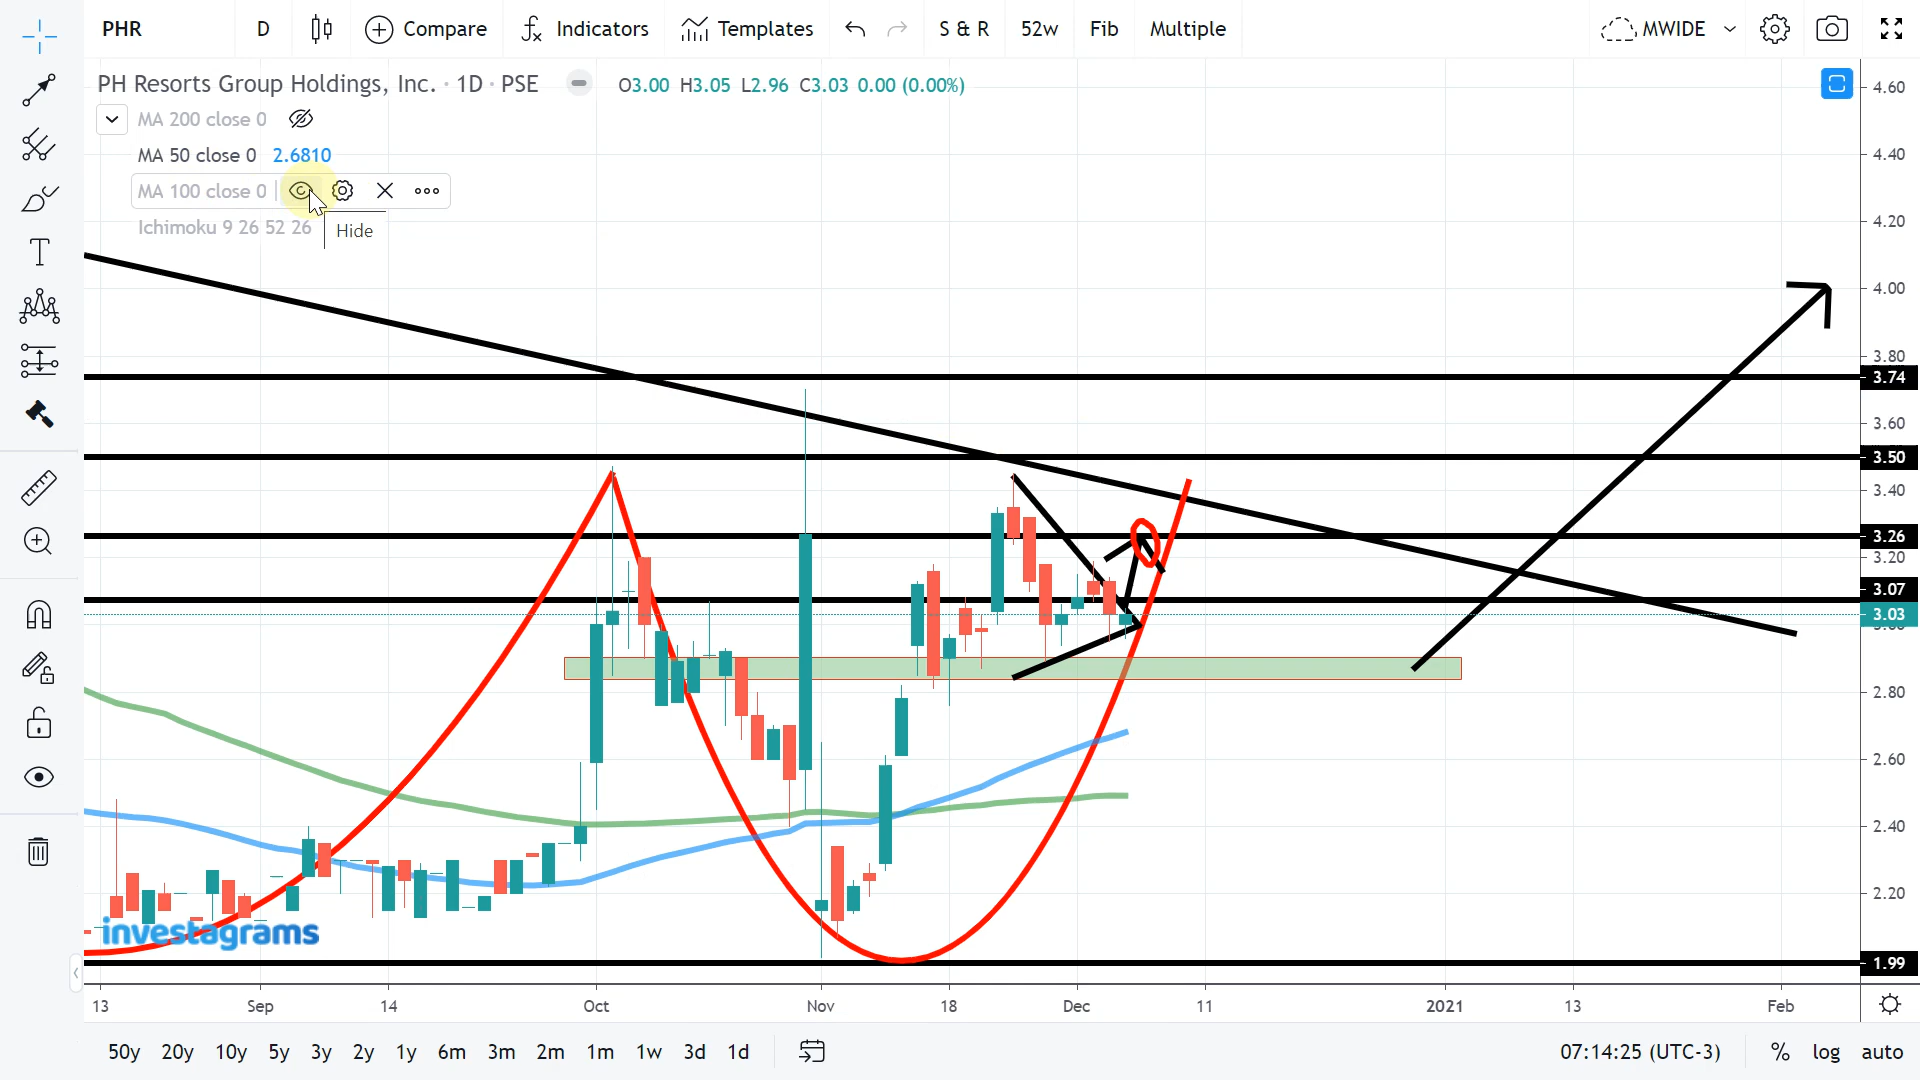 PHR D Compare Indicators Templates S & R 52w Fib Multiple MWIDE
PH Resorts Group Holdings, Inc. · 1D · PSE O3.00 H3.05 L2.96 C3.03 0.00 (0.00%)
MA 200 close 0
MA 50 close 0 2.6810
MA 100 close 0
Ichimoku 9 26 52 26
Hide
4.60
4.40
4.20
4.00
3.80
3.74
3.60
3.50
3.40
3.26
3.20
3.07
3.03
3.00
2.80
2.60
2.40
2.20
1.99
investagrams
13 Sep 14 Oct Nov 18 Dec 11 2021 13 Feb
50y 20y 10y 5y 3y 2y 1y 6m 3m 2m 1m 1w 3d 1d 07:14:25 (UTC-3) % log auto